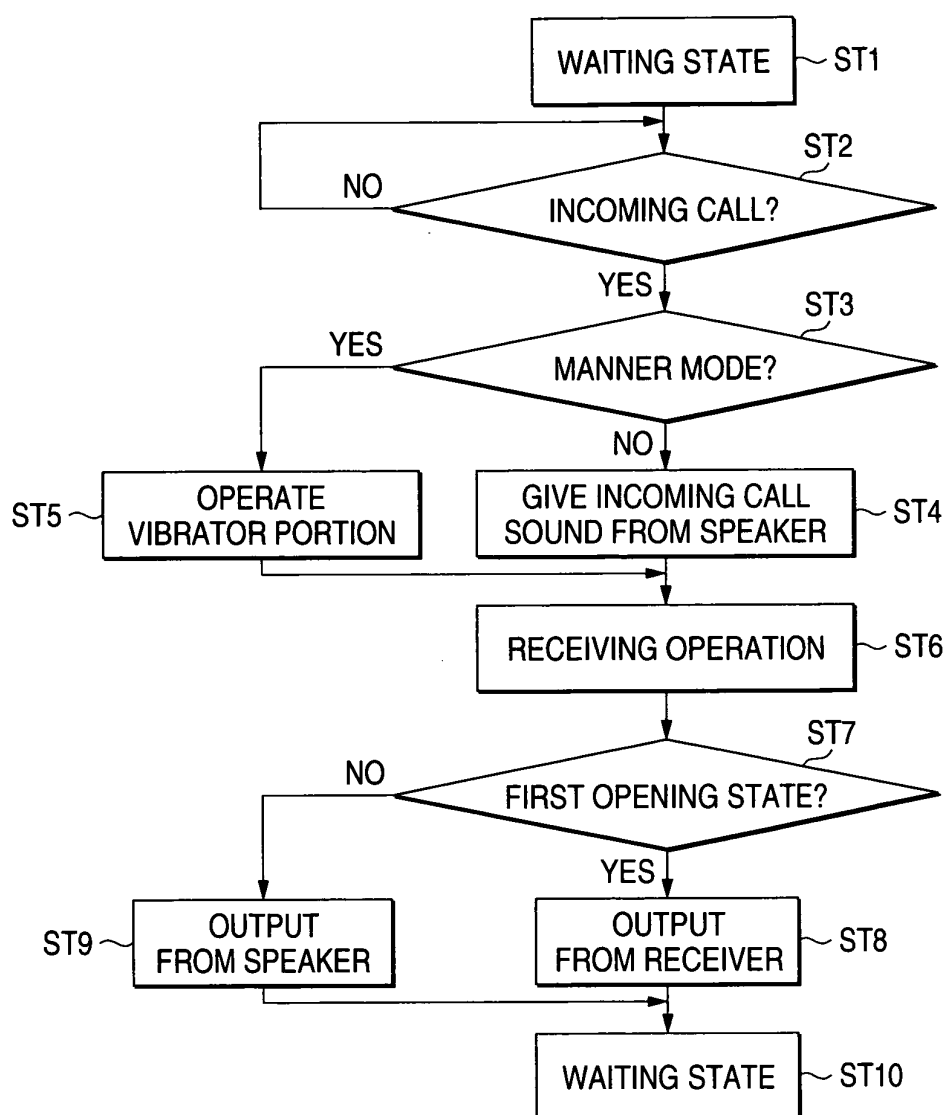 WAITING STATE
ST1
ST2
NO
INCOMING CALL?
YES
ST3
YES
MANNER MODE?
NO
ST5
OPERATE
VIBRATOR PORTION
GIVE INCOMING CALL
SOUND FROM SPEAKER
ST4
RECEIVING OPERATION
ST6
ST7
NO
FIRST OPENING STATE?
YES
ST9
OUTPUT
FROM SPEAKER
OUTPUT
FROM RECEIVER
ST8
WAITING STATE
ST10